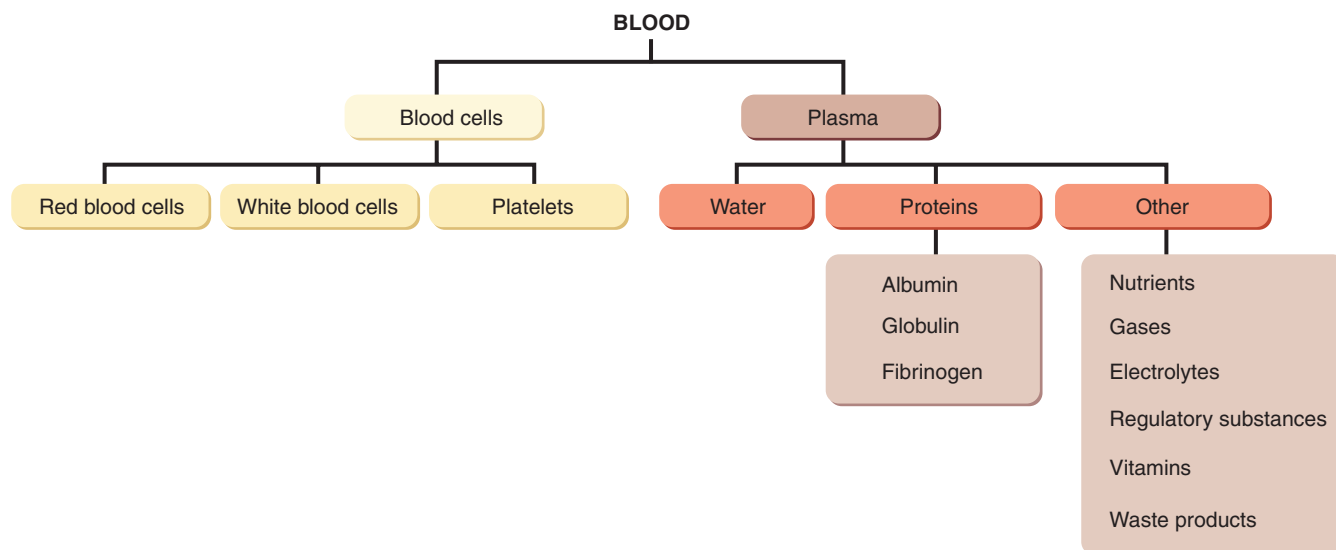 BLOOD
Blood cells
Plasma
Red blood cells
White blood cells
Platelets
Water
Proteins
Other
Albumin
Globulin
Fibrinogen
Nutrients
Gases
Electrolytes
Regulatory substances
Vitamins
Waste products